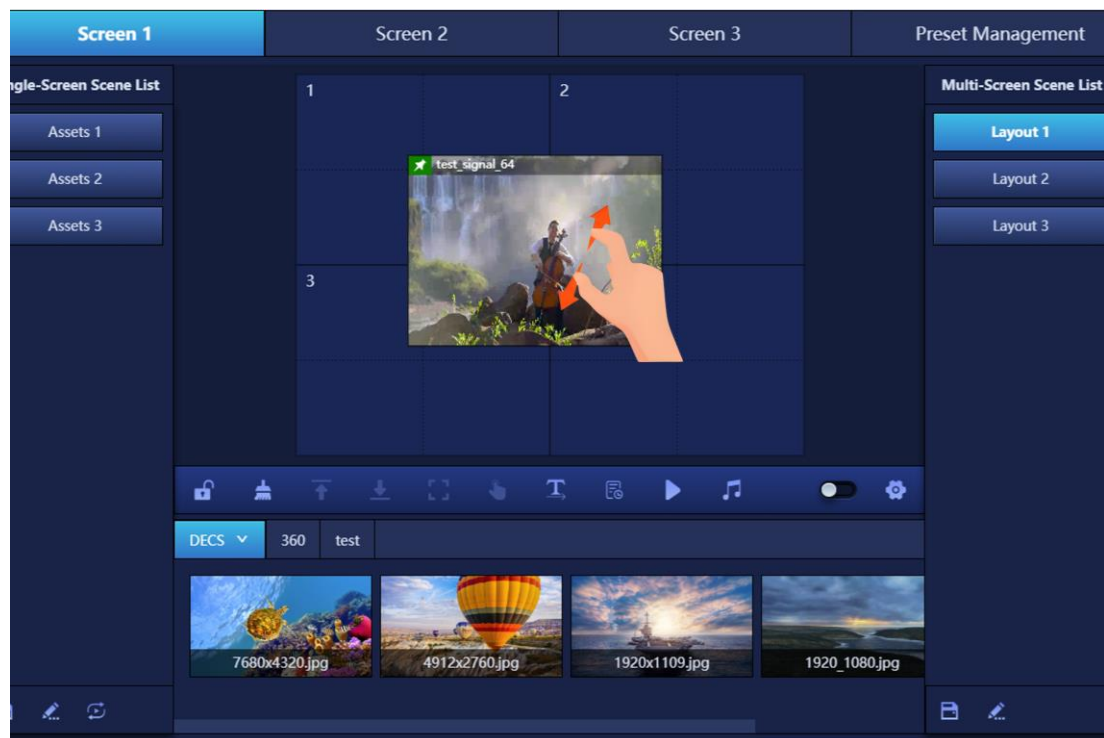 Screen 1
Screen 2
Screen 3
Preset Management
ngle-Screen Scene List
Assets 1
Assets 2
Assets 3
1
2
3
test_signal_64
Multi-Screen Scene List
Layout 1
Layout 2
Layout 3
DECS
360
test
7680x4320.jpg
4912x2760.jpg
1920x1109.jpg
1920_1080.jpg